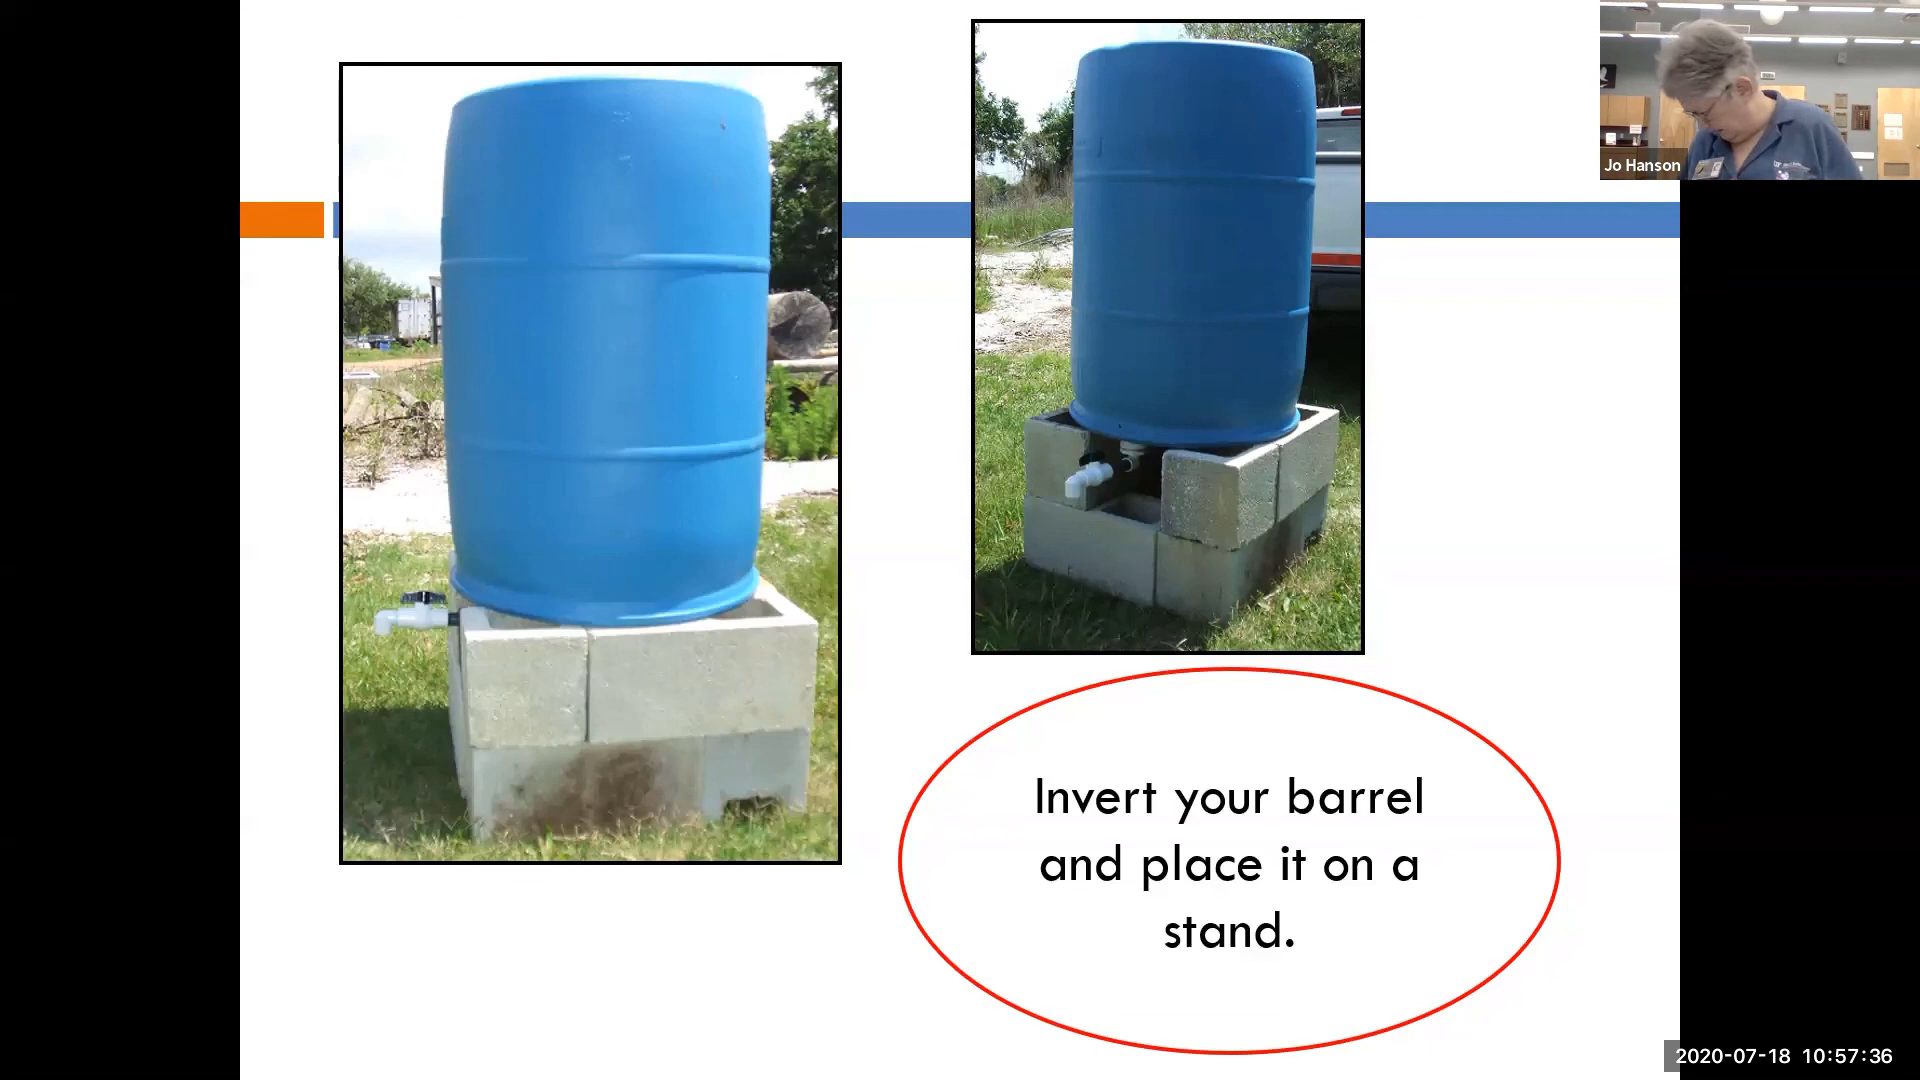 Jo Hanson
Invert your barrel
and place it on a
stand.
2020-07-18 10:57:36